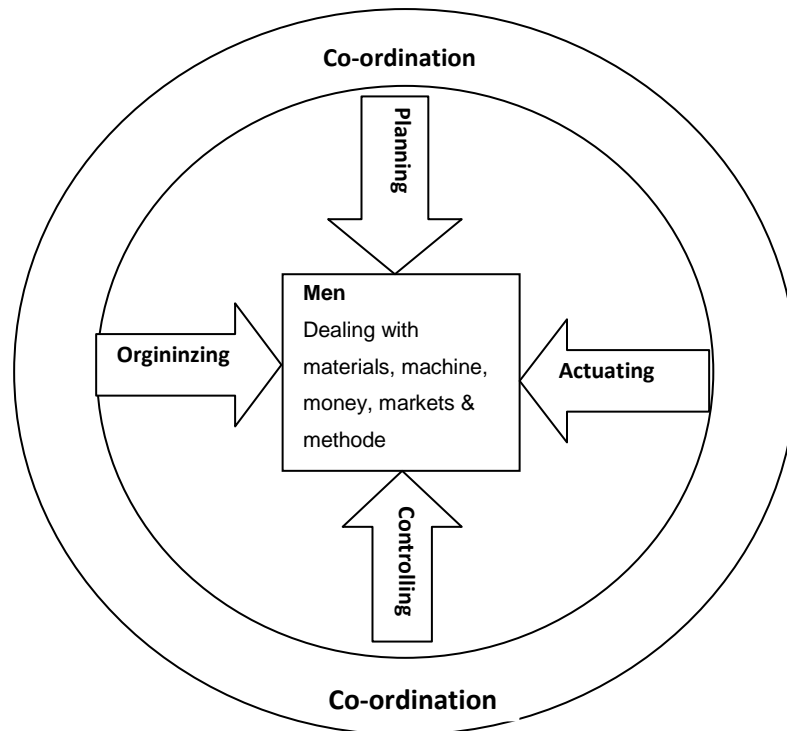 Co-ordination
Planning
Men
Dealing with
materials, machine,
money, markets &
methode
Orgininzing
Actuating
Controlling
Co-ordination